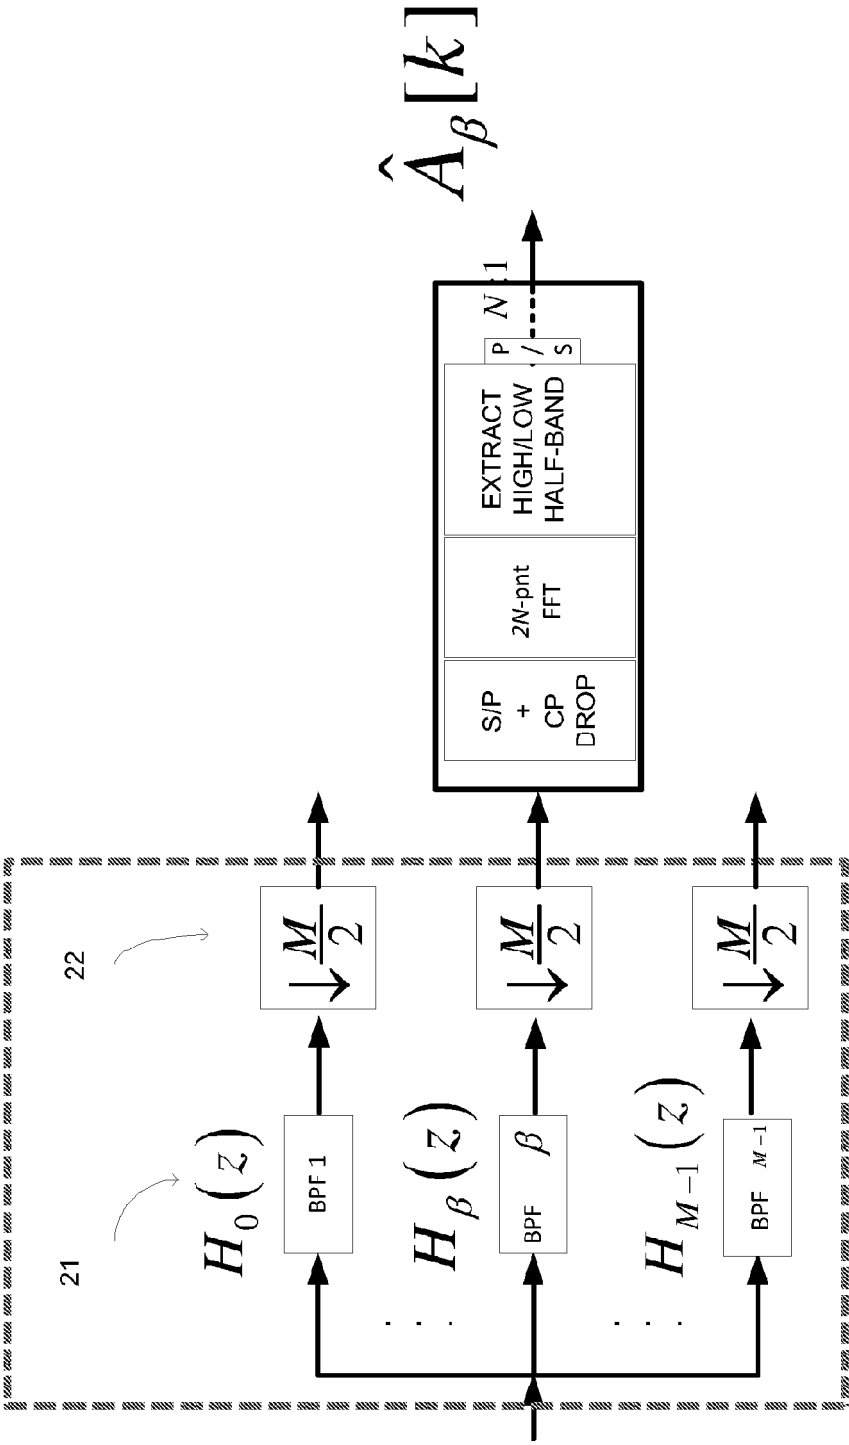 21
22
H_0(z)
BPF 1
↓ M/2
H_β(z)
BPF β
↓ M/2
S/P
+
CP
DROP
2N-pnt
FFT
EXTRACT
HIGH/LOW
HALF-BAND
P
/
S
N:1
Â_β[k]
H_{M-1}(z)
BPF M-1
↓ M/2